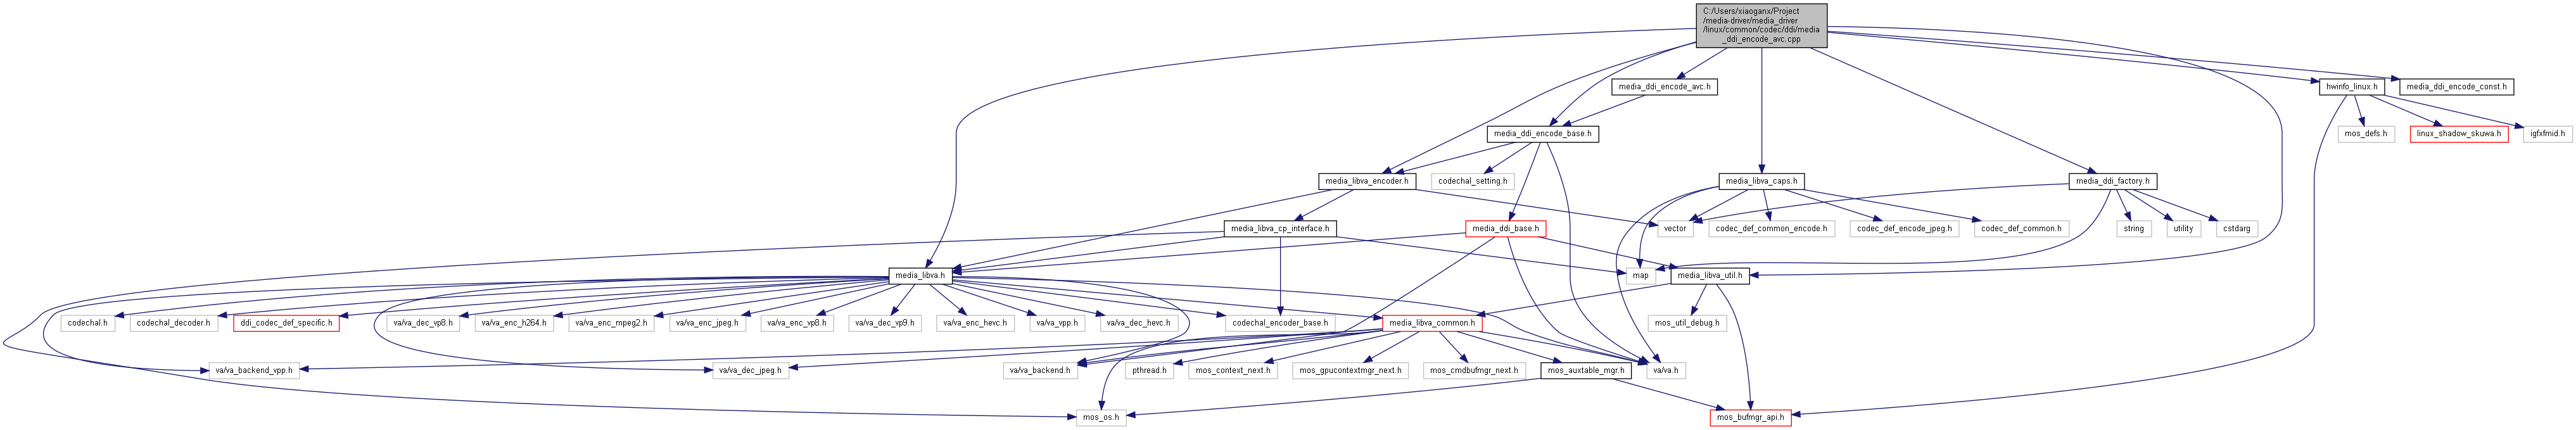 C:/Users/xiaoganx/Project
/media-driver/media_driver
/linux/common/codec/ddi/media
_ddi_encode_avc.cpp
media_ddi_encode_avc.h
hwinfo_linux.h
media_ddi_encode_const.h
media_ddi_encode_base.h
mos_defs.h
linux_shadow_skuwa.h
igfxfmid.h
media_libva_encoder.h
codechal_setting.h
media_libva_caps.h
media_ddi_factory.h
media_libva_cp_interface.h
media_ddi_base.h
vector
codec_def_common_encode.h
codec_def_encode_jpeg.h
codec_def_common.h
string
utility
cstdarg
media_libva.h
map
media_libva_util.h
codechal.h
codechal_decoder.h
ddi_codec_def_specific.h
va/va_dec_vp8.h
va/va_enc_h264.h
va/va_enc_mpeg2.h
va/va_enc_jpeg.h
va/va_enc_vp8.h
va/va_dec_vp9.h
va/va_enc_hevc.h
va/va_vpp.h
va/va_dec_hevc.h
codechal_encoder_base.h
media_libva_common.h
mos_util_debug.h
va/va_backend_vpp.h
va/va_dec_jpeg.h
va/va_backend.h
pthread.h
mos_context_next.h
mos_gpucontextmgr_next.h
mos_cmdbufmgr_next.h
mos_auxtable_mgr.h
va/va.h
mos_os.h
mos_bufmgr_api.h